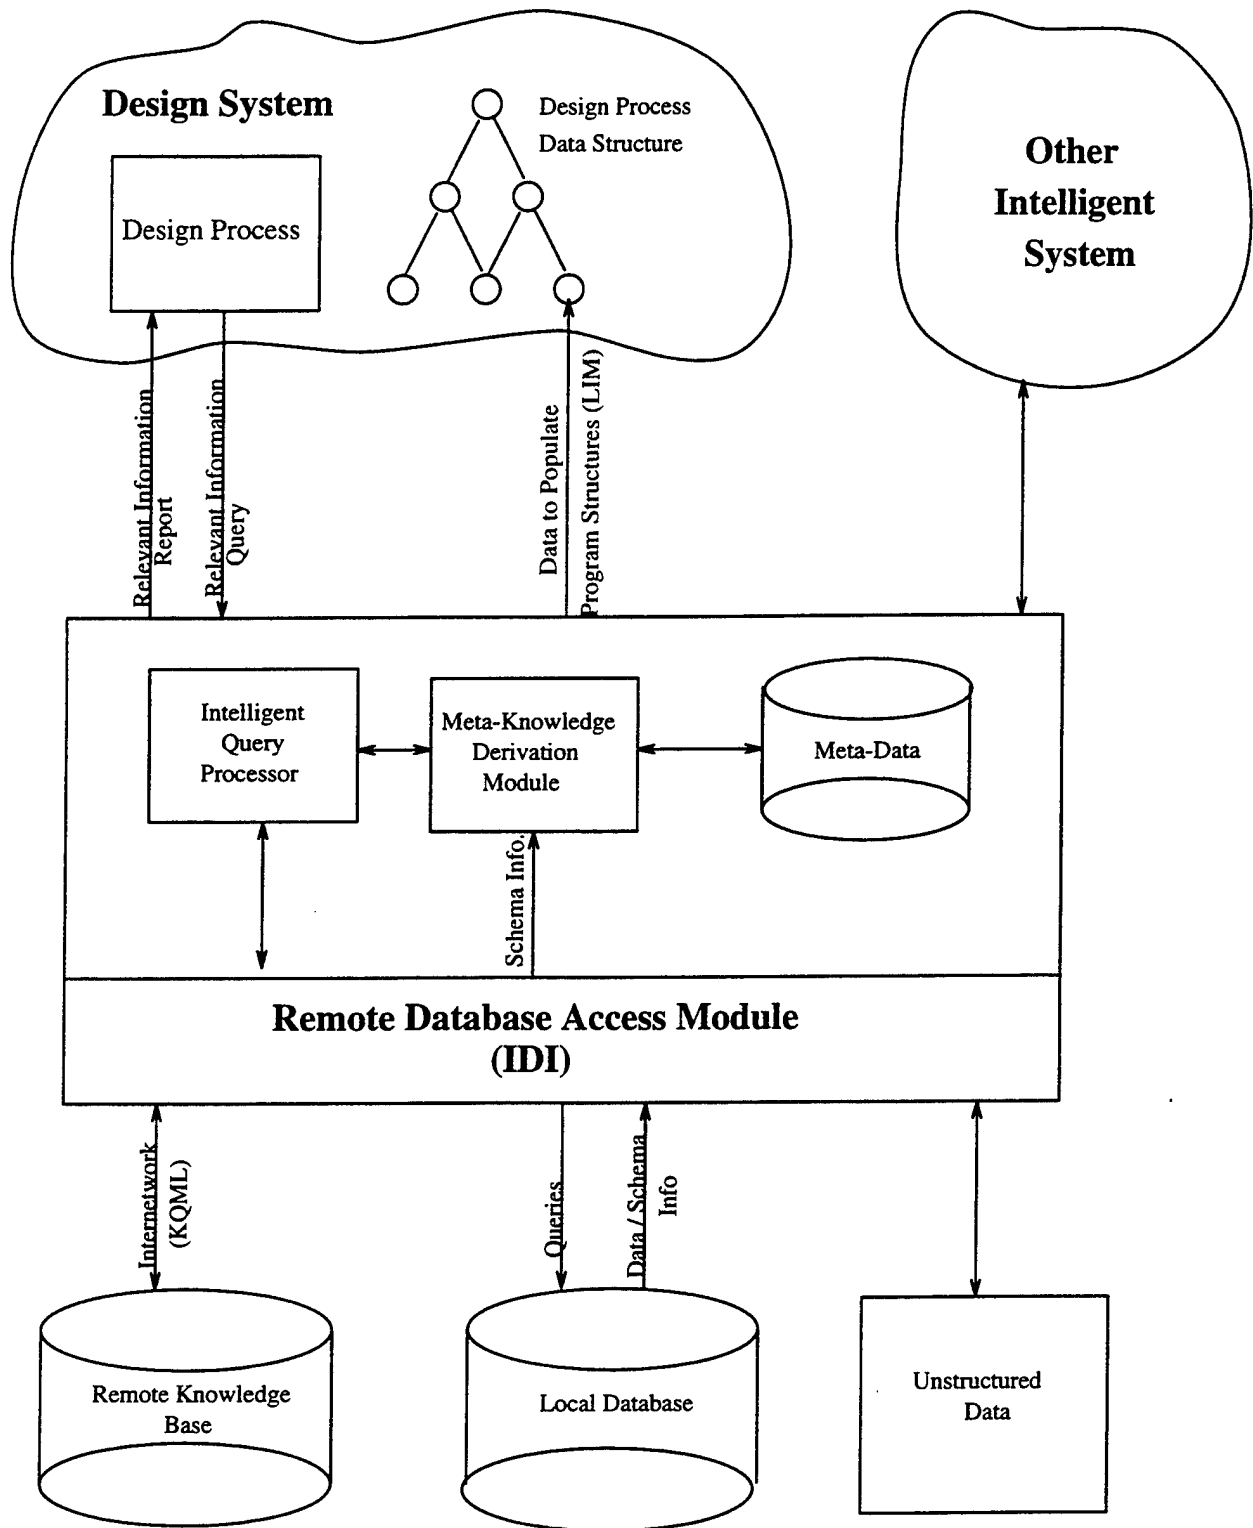 Design System
Design Process
Data Structure
Design Process
Other
Intelligent
System
Relevant Information
Report
Relevant Information
Query
Data to Populate
Program Structures (LIM)
Intelligent
Query
Processor
Meta-Knowledge
Derivation
Module
Meta-Data
Schema Info.
Remote Database Access Module
(IDI)
Internetwork
(KQML)
Queries
Data / Schema
Info
Remote Knowledge
Base
Local Database
Unstructured
Data